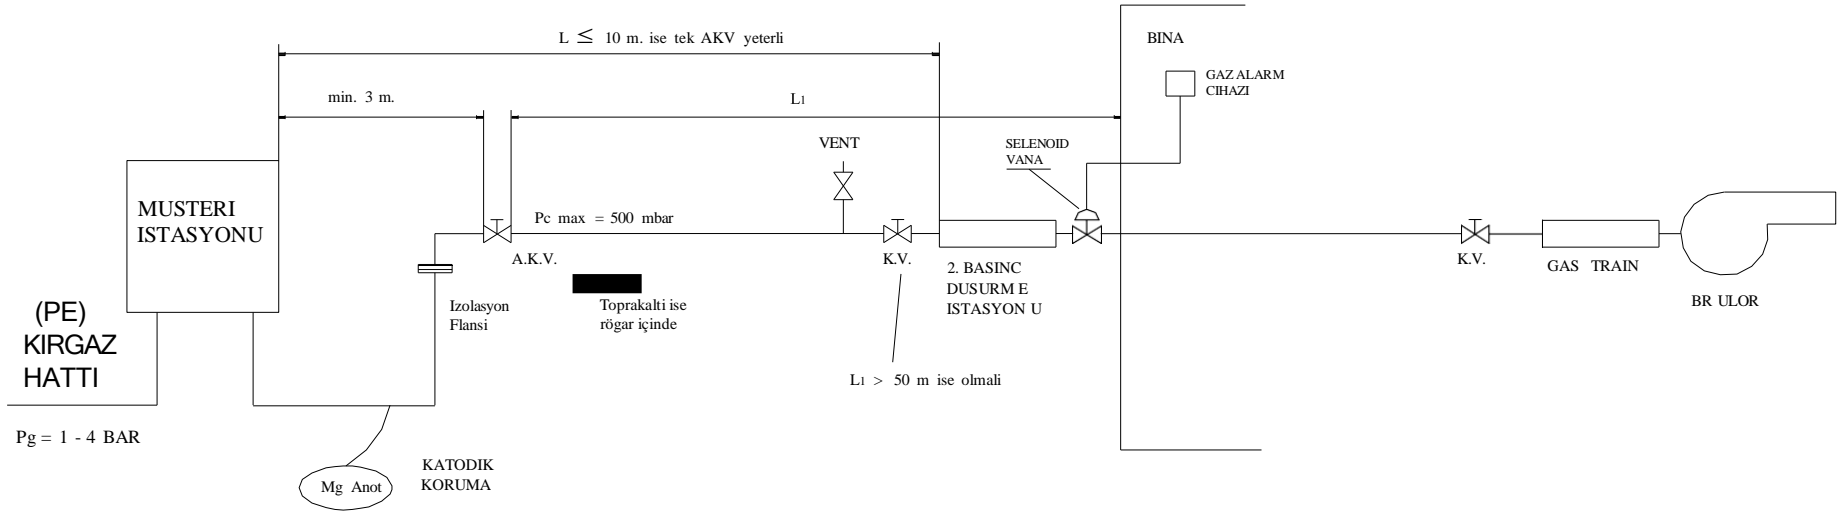 L ≤ 10 m. ise tek AKV yeterli
BINA
GAZ ALARM
CIHAZI
min. 3 m.
L1
VENT
SELENOID
VANA
MUSTERI
ISTASYONU
Pc max = 500 mbar
A.K.V.
K.V.
2. BASINC
DUSURM E
ISTASYON U
K.V.
GAS TRAIN
BR ULOR
Izolasyon
Flansi
Toprakalti ise
rögar içinde
(PE)
KIRGAZ
HATTI
L1 > 50 m ise olmali
Pg = 1 - 4 BAR
KATODIK
KORUMA
Mg Anot